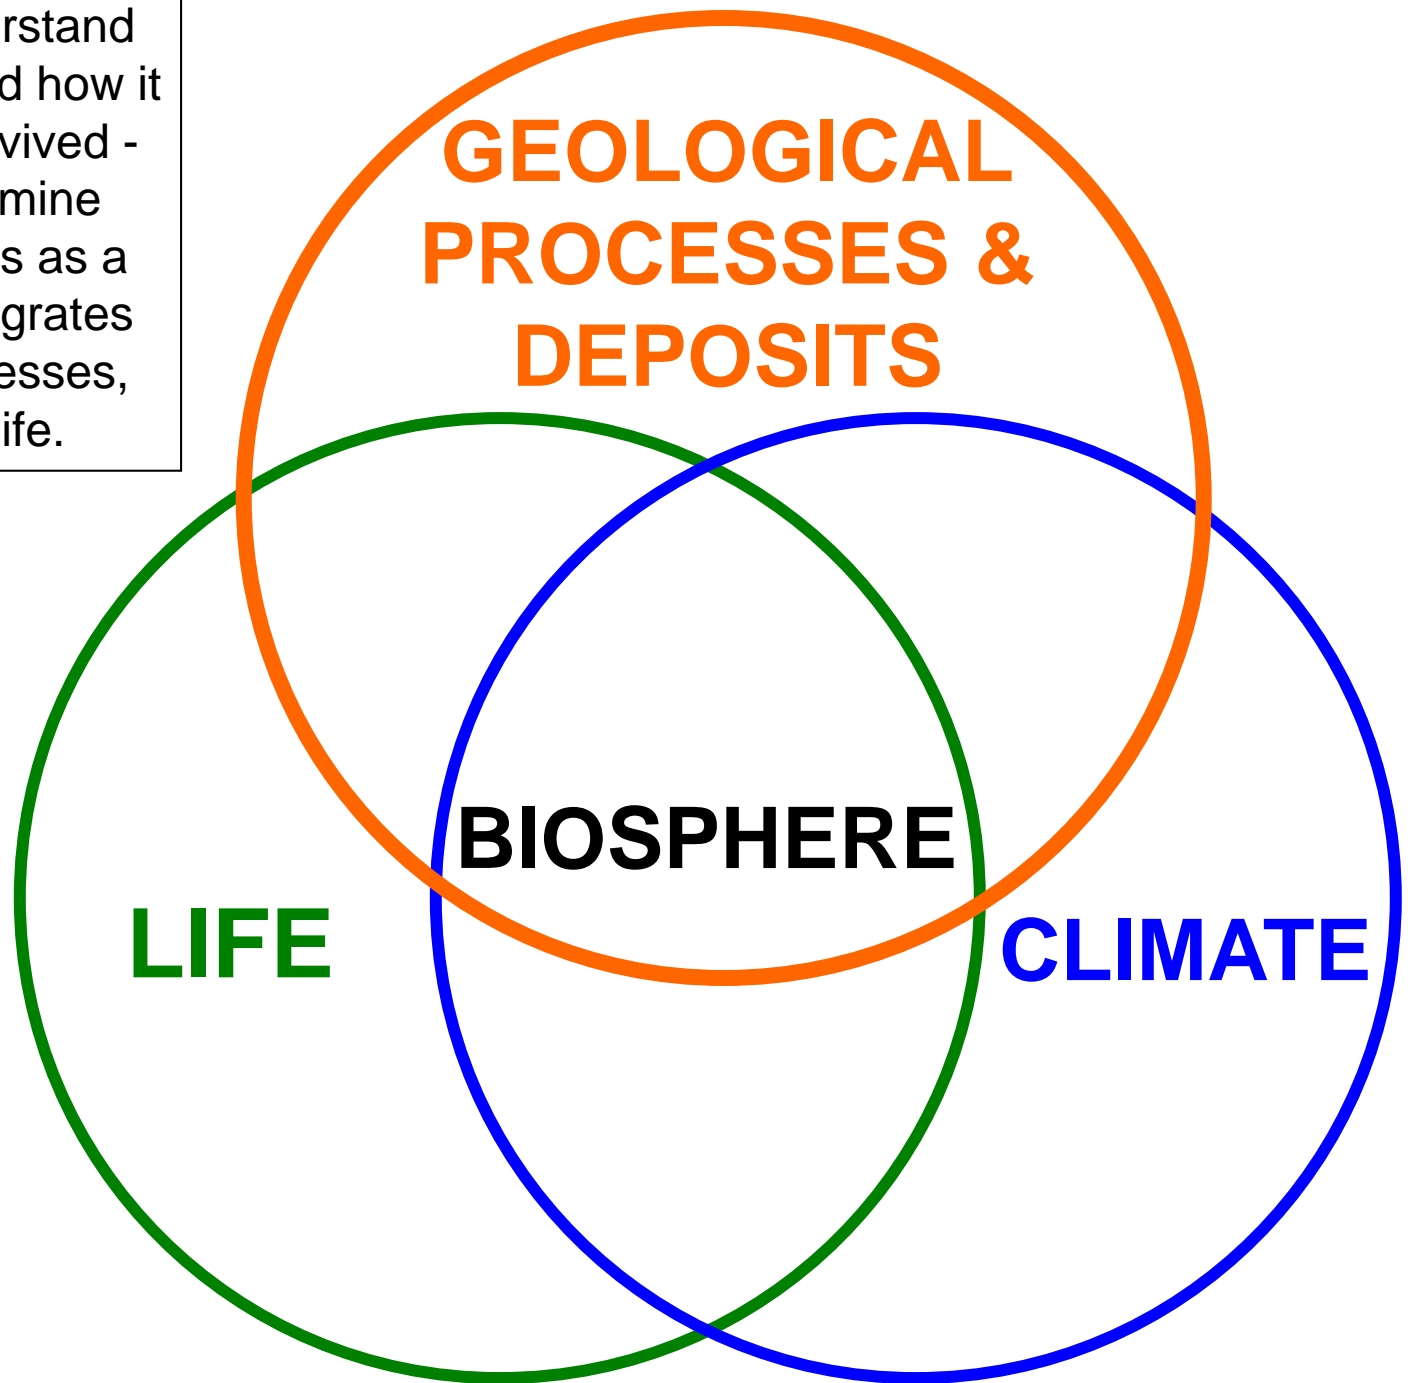 rstand
d how it
vived -
mine
s as a
grates
esses,
ife.
GEOLOGICAL
PROCESSES &
DEPOSITS
BIOSPHERE
LIFE
CLIMATE